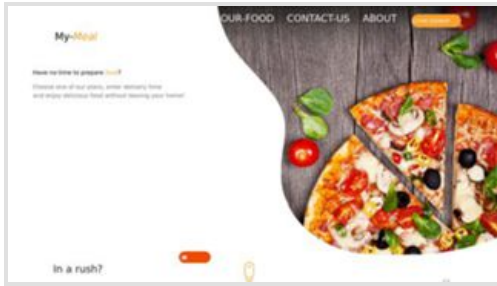 OUR-FOOD CONTACT-US ABOUT
My-Meal
Have no time to prepare food?
Choose one of our plans, enter delivery time
and enjoy delicious food without leaving your home!
In a rush?